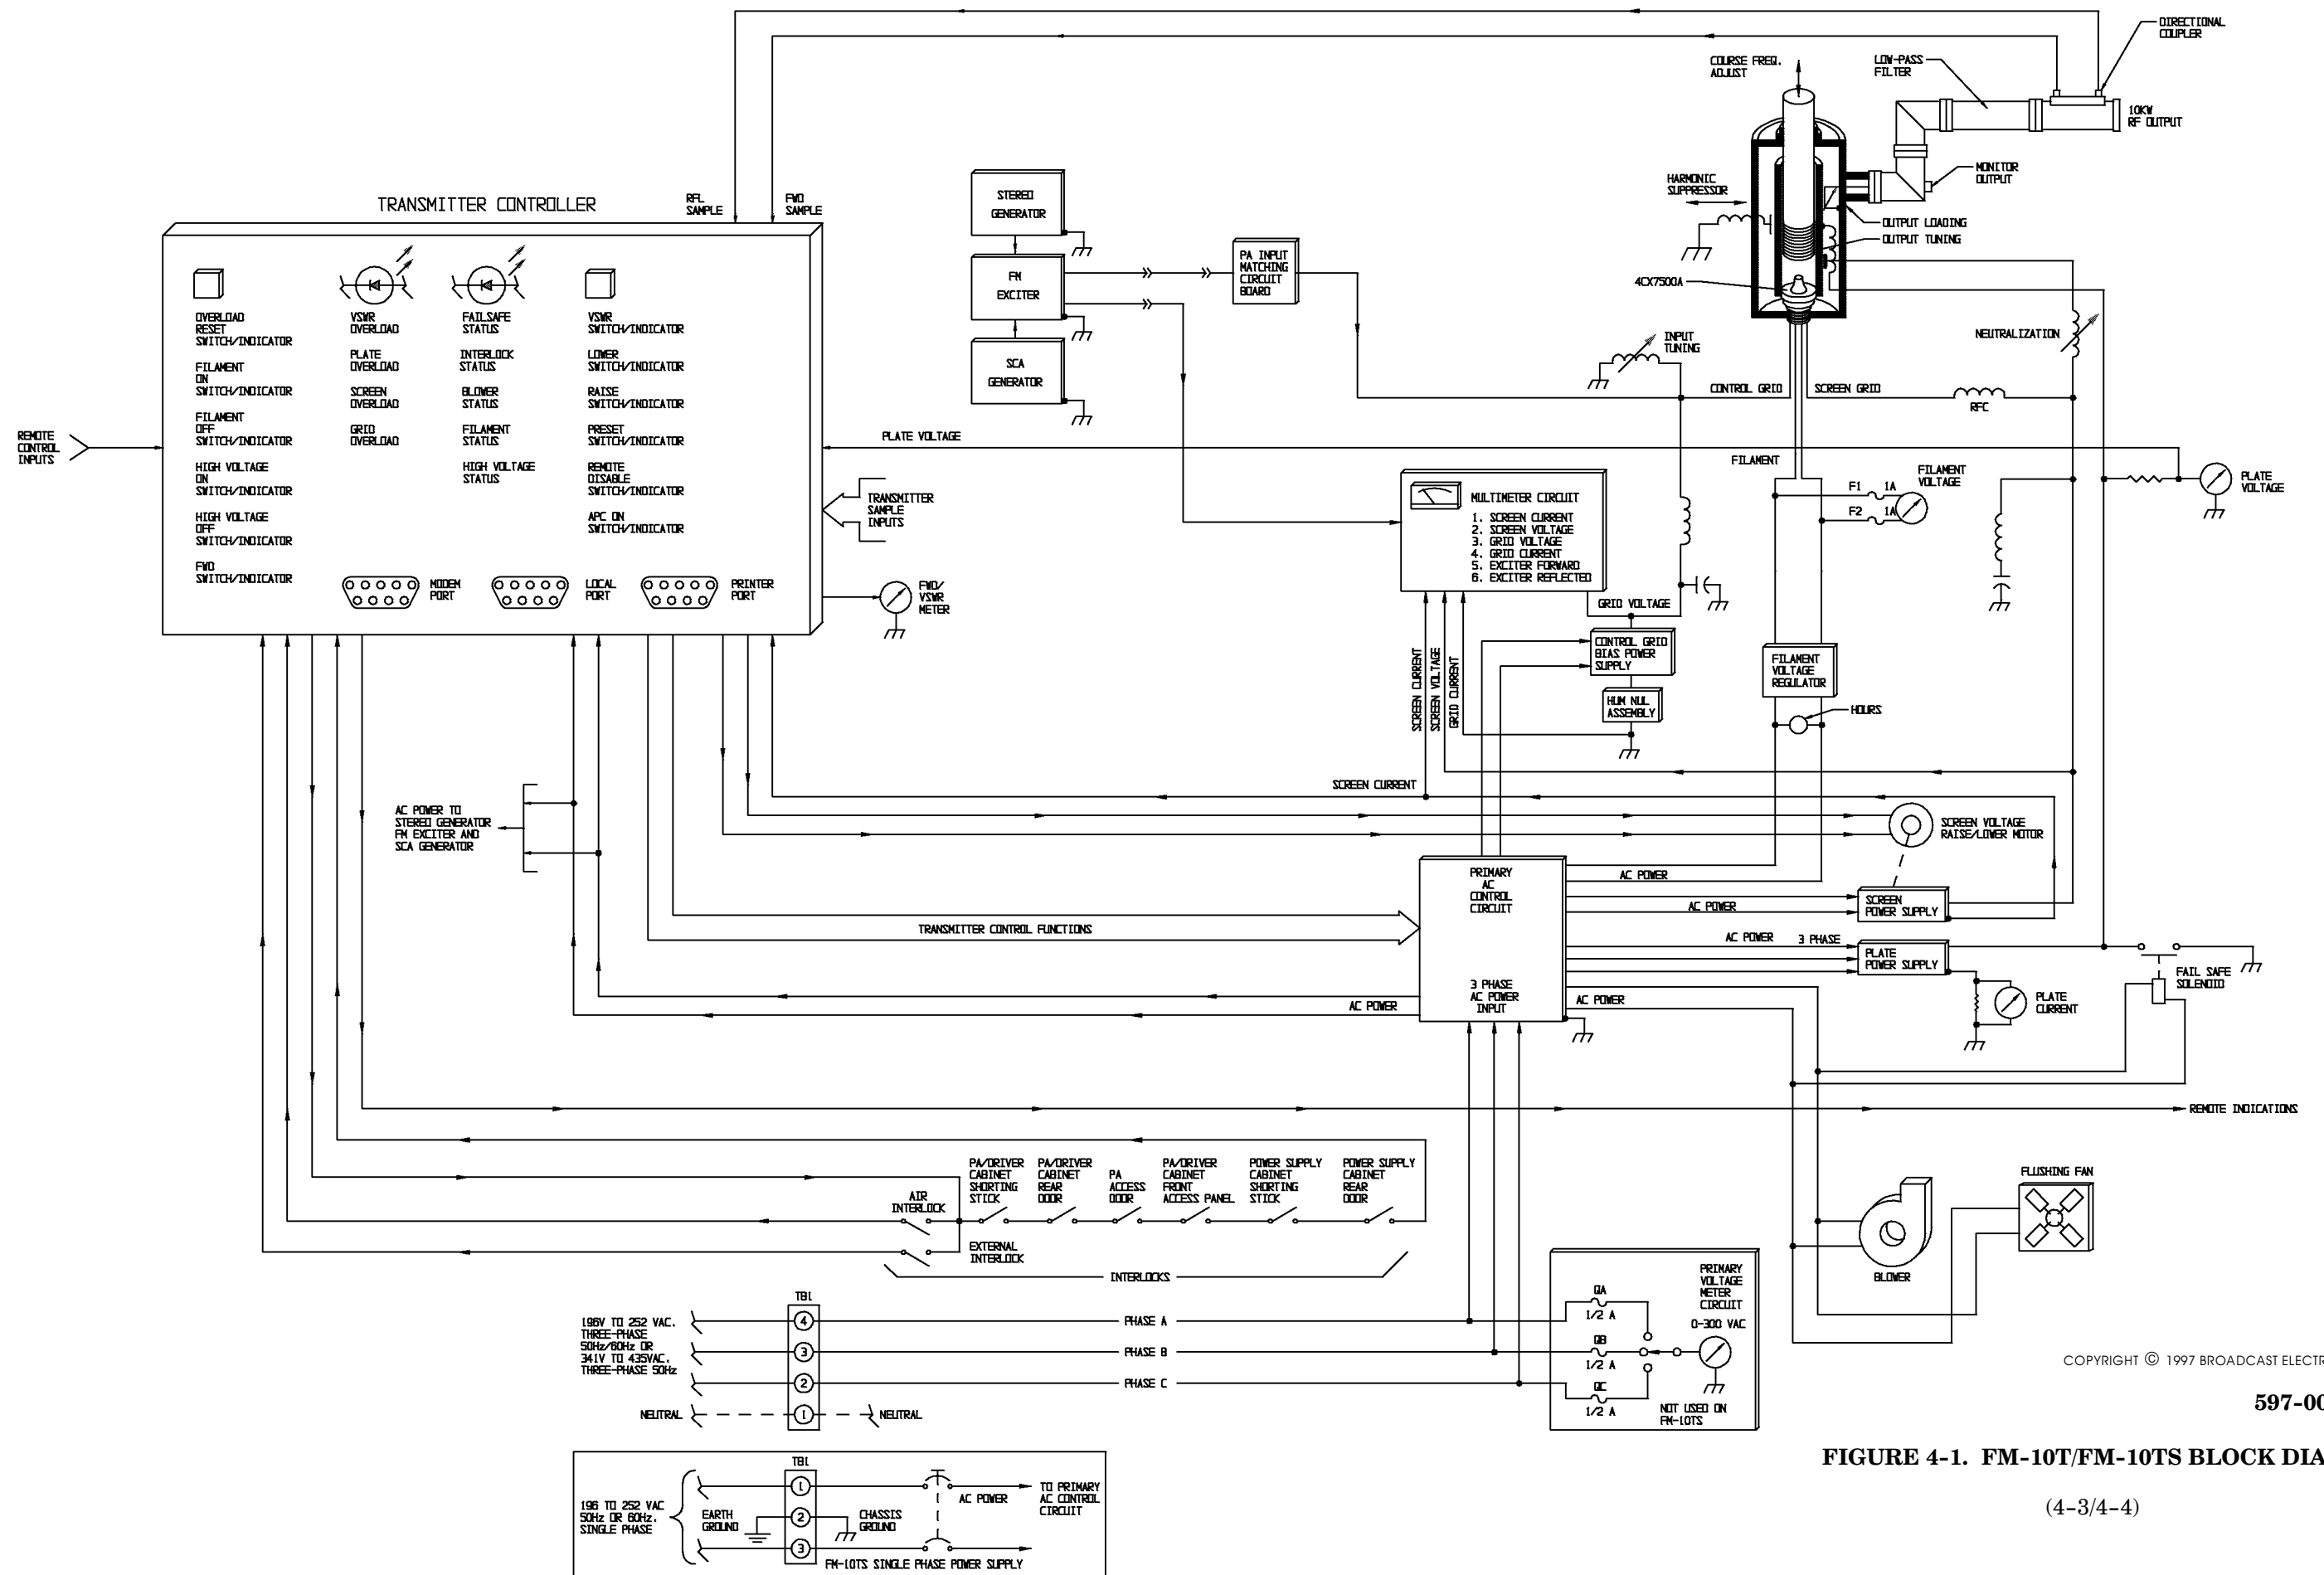 DIRECTIONAL
COUPLER
COURSE FREQ.
ADJUST
LOW-PASS
FILTER
10KW
RF OUTPUT
MONITOR
OUTPUT
HARMONIC
SUPPRESSOR
OUTPUT LOADING
OUTPUT TUNING
4CX7500A
NEUTRALIZATION
INPUT
TUNING
CONTROL GRID
SCREEN GRID
RFC
TRANSMITTER CONTROLLER
RFL
SAMPLE
FWD
SAMPLE
STEREO
GENERATOR
FM
EXCITER
SCA
GENERATOR
PA INPUT
MATCHING
CIRCUIT
BOARD
OVERLOAD
RESET
SWITCH/INDICATOR
FILAMENT
ON
SWITCH/INDICATOR
FILAMENT
OFF
SWITCH/INDICATOR
HIGH VOLTAGE
ON
SWITCH/INDICATOR
HIGH VOLTAGE
OFF
SWITCH/INDICATOR
FWD
SWITCH/INDICATOR
VSWR
OVERLOAD
PLATE
OVERLOAD
SCREEN
OVERLOAD
GRID
OVERLOAD
FAILSAFE
STATUS
INTERLOCK
STATUS
BLOWER
STATUS
FILAMENT
STATUS
HIGH VOLTAGE
STATUS
VSWR
SWITCH/INDICATOR
LOWER
SWITCH/INDICATOR
RAISE
SWITCH/INDICATOR
PRESET
SWITCH/INDICATOR
REMOTE
DISABLE
SWITCH/INDICATOR
APC ON
SWITCH/INDICATOR
MODEM
PORT
LOCAL
PORT
PRINTER
PORT
REMOTE
CONTROL
INPUTS
PLATE VOLTAGE
TRANSMITTER
SAMPLE
INPUTS
FWD/
VSWR
METER
MULTIMETER CIRCUIT
1. SCREEN CURRENT
2. SCREEN VOLTAGE
3. GRID VOLTAGE
4. GRID CURRENT
5. EXCITER FORWARD
6. EXCITER REFLECTED
FILAMENT
F1 1A
F2 1A
FILAMENT
VOLTAGE
PLATE
VOLTAGE
GRID VOLTAGE
CONTROL GRID
BIAS POWER
SUPPLY
HUM NUL
ASSEMBLY
SCREEN CURRENT
SCREEN VOLTAGE
GRID CURRENT
FILAMENT
VOLTAGE
REGULATOR
HOURS
SCREEN CURRENT
AC POWER TO
STEREO GENERATOR
FM EXCITER AND
SCA GENERATOR
SCREEN VOLTAGE
RAISE/LOWER MOTOR
PRIMARY
AC
CONTROL
CIRCUIT
3 PHASE
AC POWER
INPUT
AC POWER
AC POWER
SCREEN
POWER SUPPLY
AC POWER 3 PHASE
PLATE
POWER SUPPLY
AC POWER
TRANSMITTER CONTROL FUNCTIONS
AC POWER
FAIL SAFE
SOLENOID
PLATE
CURRENT
REMOTE INDICATIONS
AIR
INTERLOCK
PA/DRIVER
CABINET
SHORTING
STICK
PA/DRIVER
CABINET
REAR
DOOR
PA
ACCESS
DOOR
PA/DRIVER
CABINET
FRONT
ACCESS PANEL
POWER SUPPLY
CABINET
SHORTING
STICK
POWER SUPPLY
CABINET
REAR
DOOR
EXTERNAL
INTERLOCK
INTERLOCKS
BLOWER
FLUSHING FAN
TB1
196V TO 252 VAC.
THREE-PHASE
50Hz/60Hz OR
341V TO 435VAC.
THREE-PHASE 50Hz
4
3
2
1
PHASE A
PHASE B
PHASE C
NEUTRAL
NEUTRAL
QA
1/2 A
QB
1/2 A
QC
1/2 A
PRIMARY
VOLTAGE
METER
CIRCUIT
0-300 VAC
NOT USED ON
FM-10TS
COPYRIGHT © 1997 BROADCAST ELECTR
597-00
FIGURE 4-1. FM-10T/FM-10TS BLOCK DIA
(4-3/4-4)
TB1
196 TO 252 VAC
50Hz OR 60Hz.
SINGLE PHASE
EARTH
GROUND
1
2
3
CHASSIS
GROUND
AC POWER
TO PRIMARY
AC CONTROL
CIRCUIT
FM-10TS SINGLE PHASE POWER SUPPLY